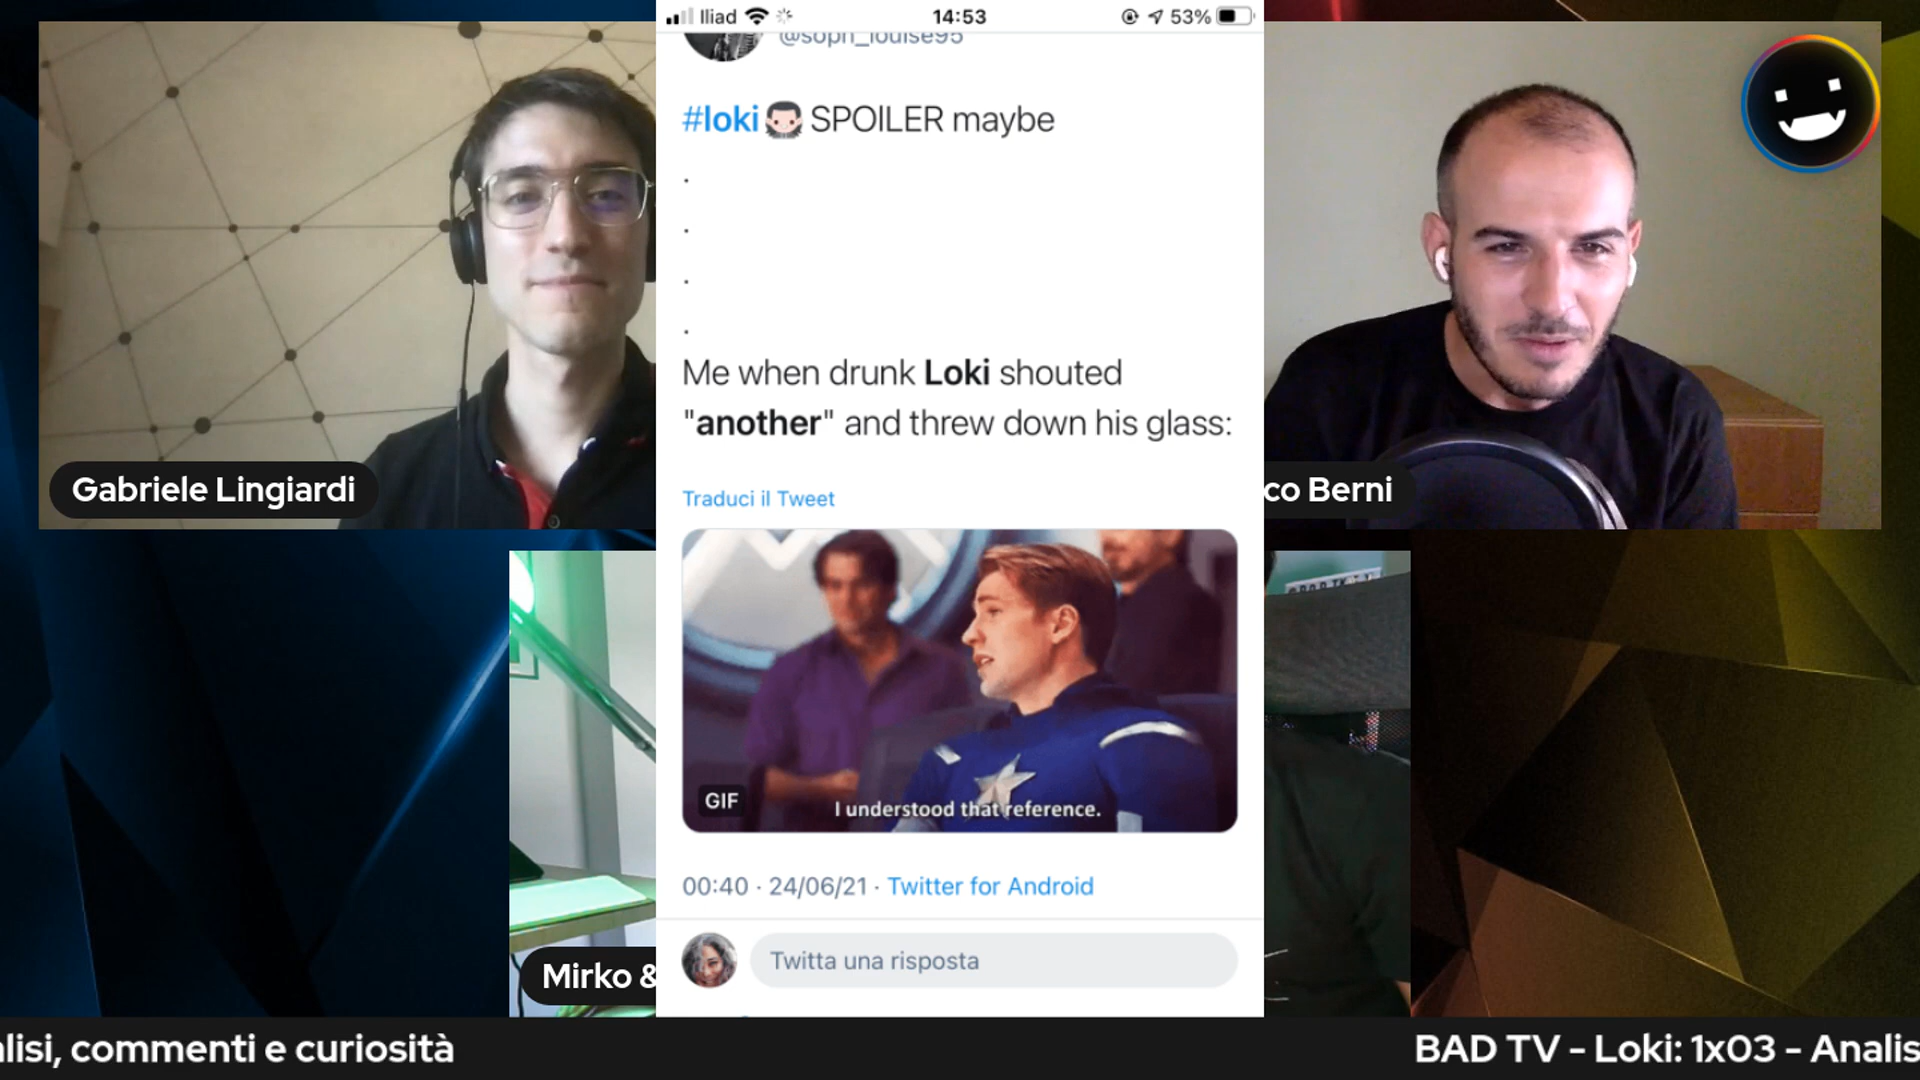 Iliad
14:53
53%
@soph_louise95
#loki SPOILER maybe
.
.
.
.
Me when drunk Loki shouted
"another" and threw down his glass:
Traduci il Tweet
GIF
I understood that reference.
00:40 · 24/06/21 · Twitter for Android
Twitta una risposta
Gabriele Lingiardi
co Berni
Mirko &
alisi, commenti e curiosità
BAD TV - Loki: 1x03 - Analis